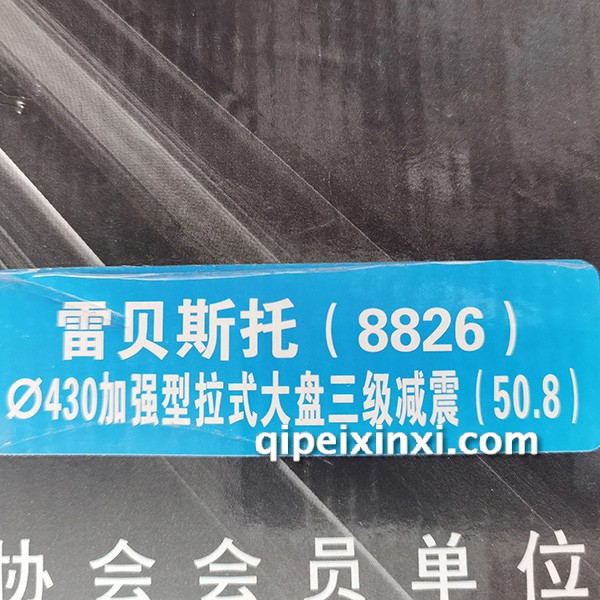 雷贝斯托(8826)
Ø430加强型拉式大盘三级减震(50.8)
qipeixinxi.com
协会会员单位